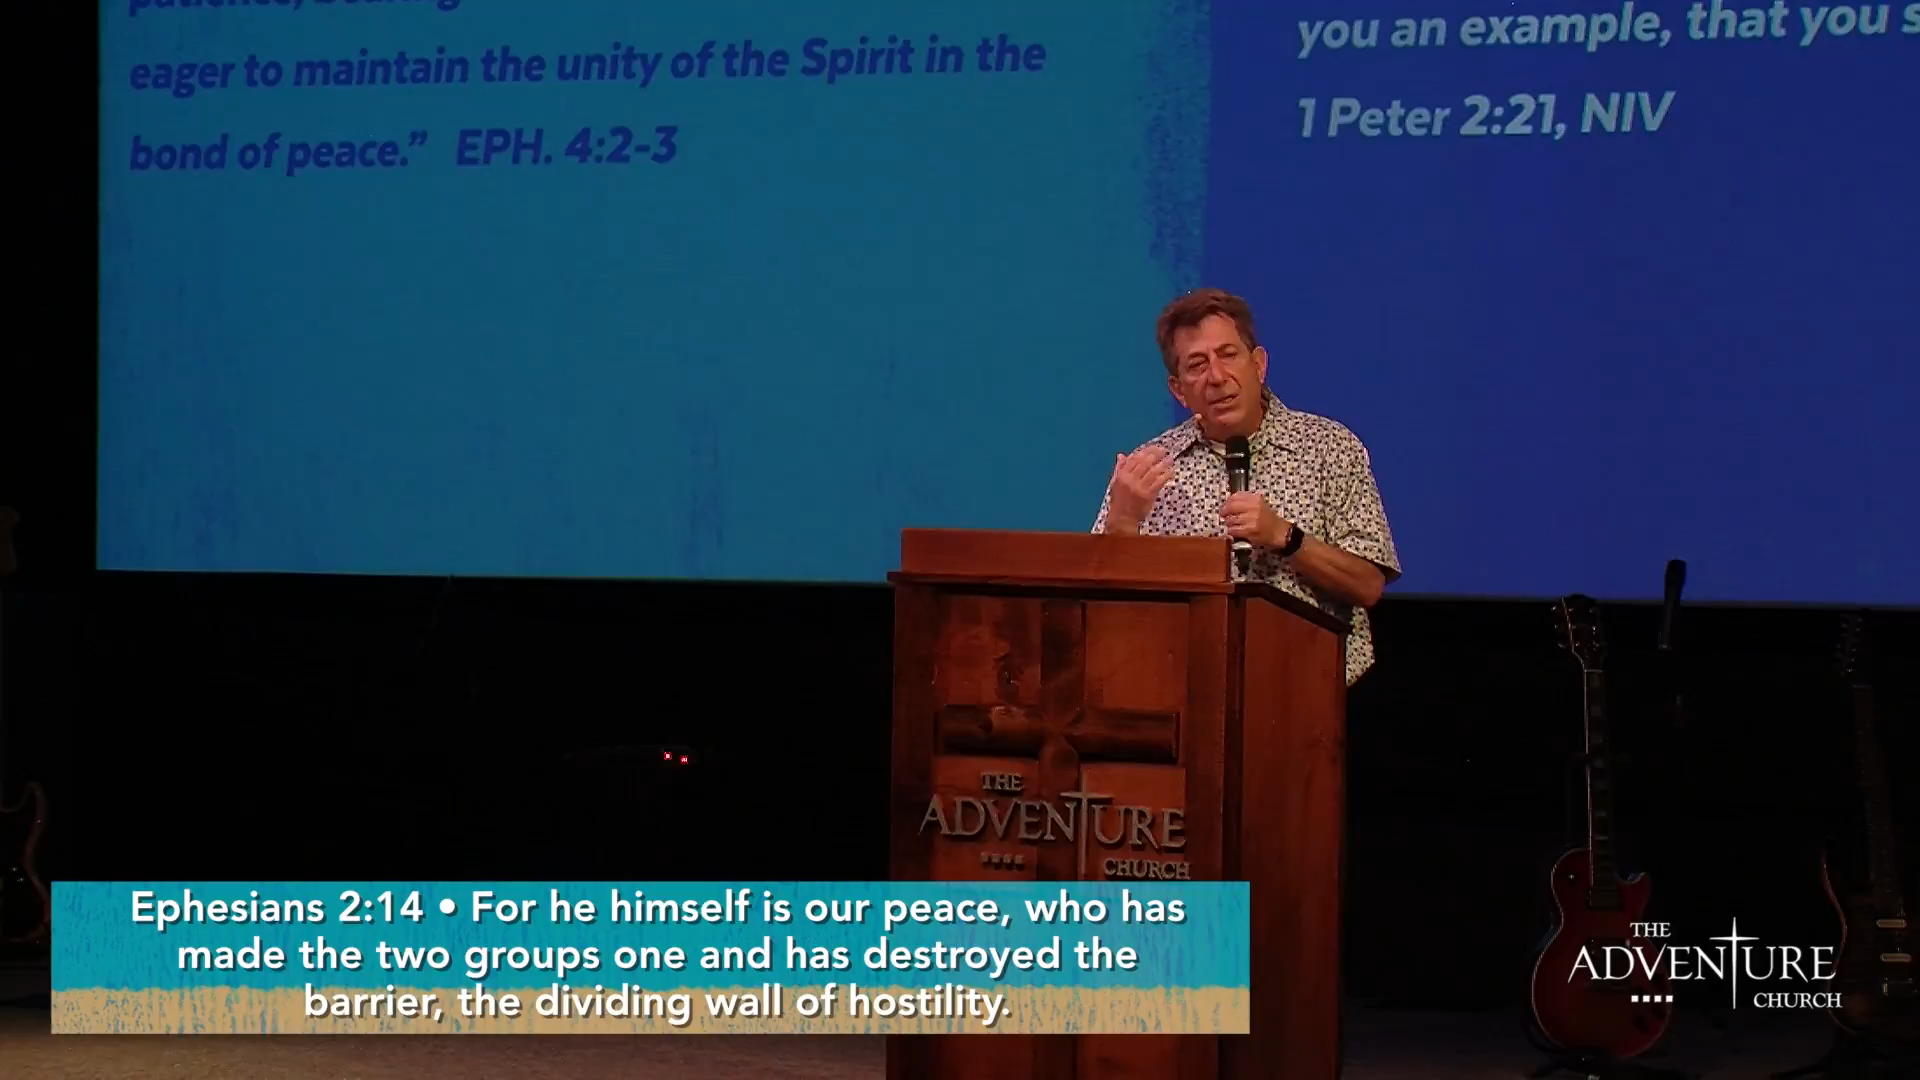 eager to maintain the unity of the Spirit in the
bond of peace.” EPH. 4:2-3
you an example, that you s
1 Peter 2:21, NIV
THE
ADVENTURE
CHURCH
Ephesians 2:14 • For he himself is our peace, who has
made the two groups one and has destroyed the
barrier, the dividing wall of hostility.
THE
ADVENTURE
CHURCH